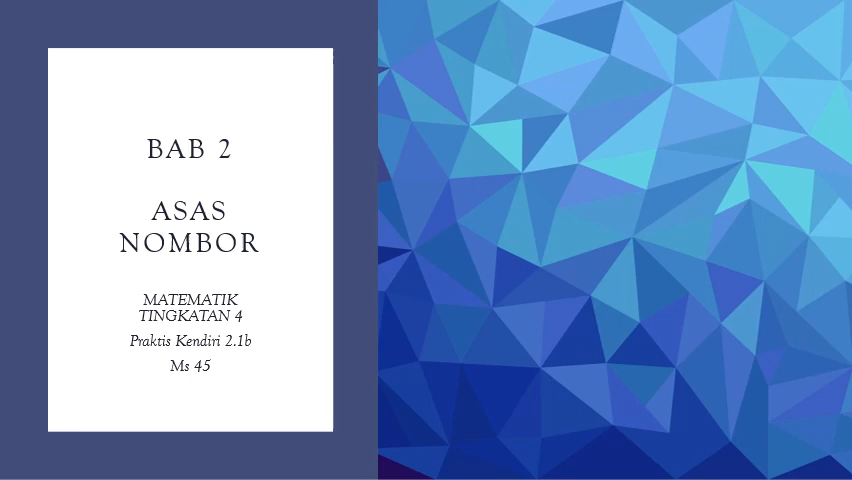 BAB 2
ASAS
NOMBOR
MATEMATIK
TINGKATAN 4
Praktis Kendiri 2.1b
Ms 45